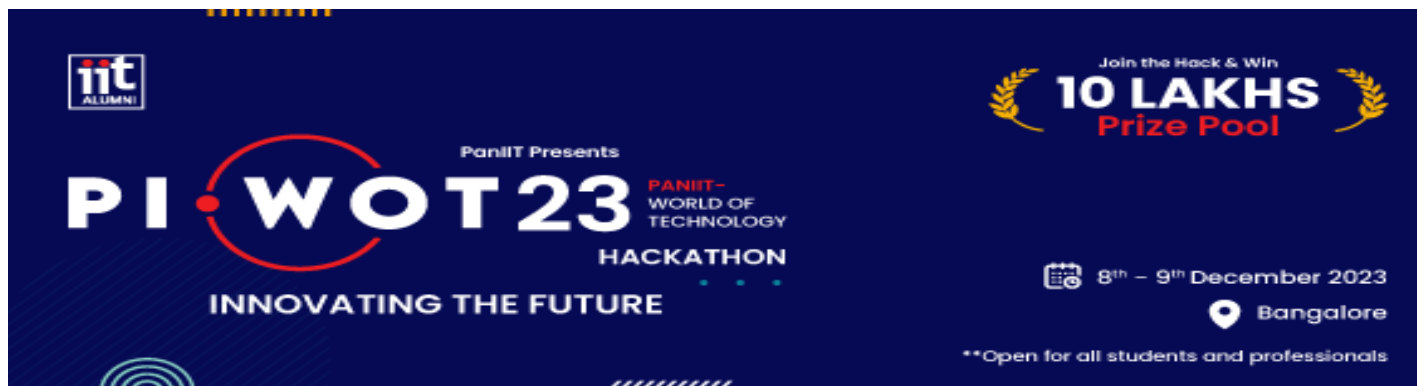 iit
ALUMNI
Join the Hack & Win
10 LAKHS
Prize Pool
PanIIT Presents
PI·WOT23
PANIIT–
WORLD OF
TECHNOLOGY
HACKATHON
INNOVATING THE FUTURE
8th – 9th December 2023
Bangalore
**Open for all students and professionals